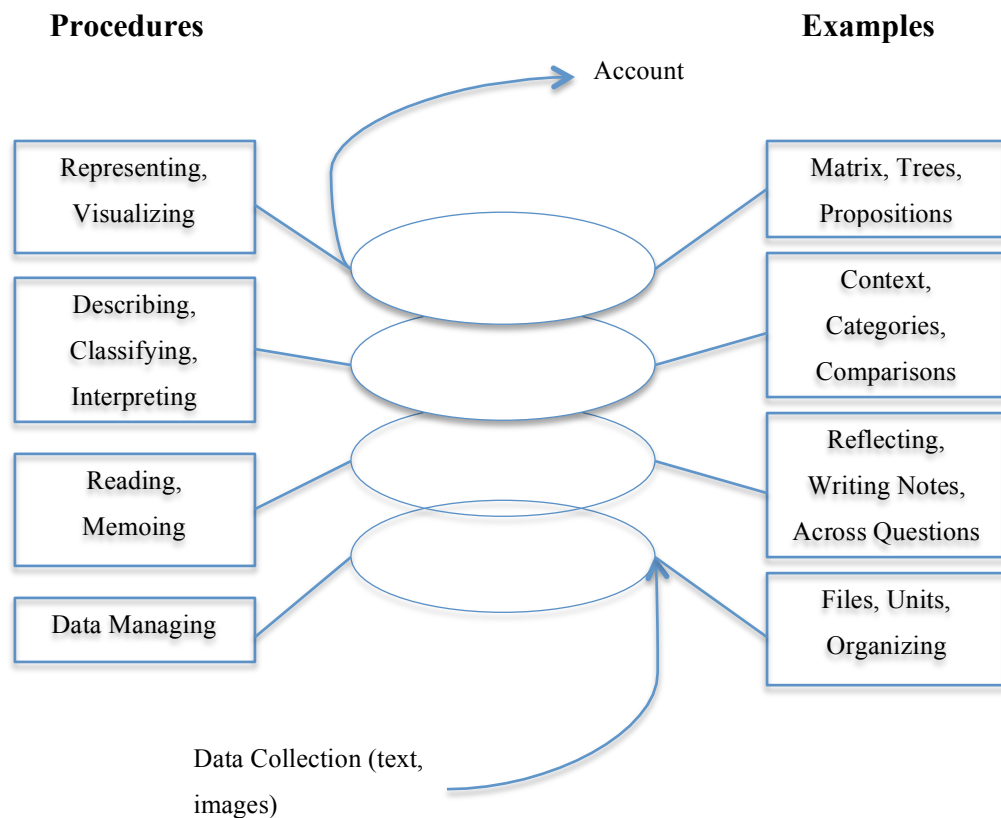 Procedures
Examples
Account
Representing,
Visualizing
Matrix, Trees,
Propositions
Describing,
Classifying,
Interpreting
Context,
Categories,
Comparisons
Reading,
Memoing
Reflecting,
Writing Notes,
Across Questions
Data Managing
Files, Units,
Organizing
Data Collection (text,
images)